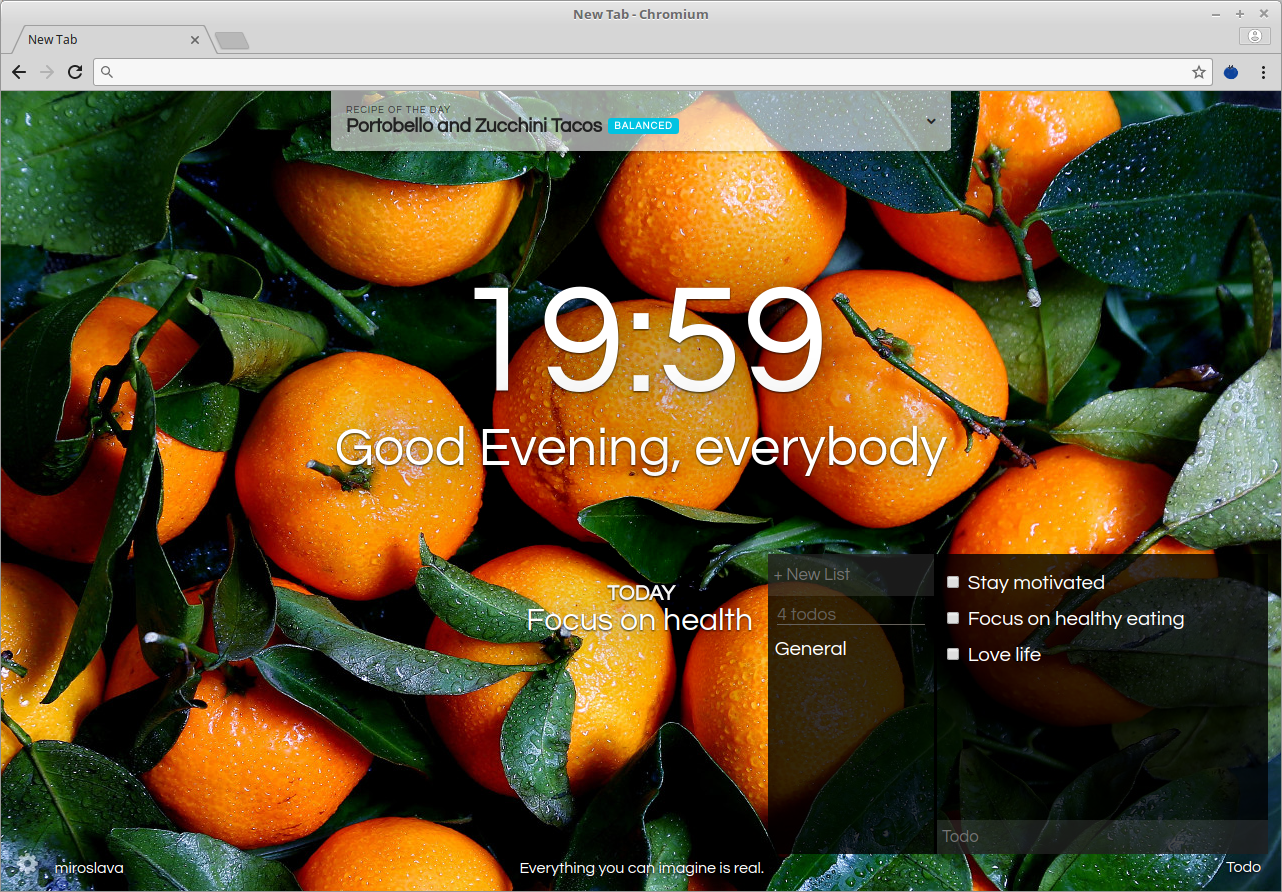 New Tab - Chromium
New Tab
RECIPE OF THE DAY
Portobello and Zucchini Tacos BALANCED
19:59
Good Evening, everybody
TODAY
Focus on health
+ New List
4 todos
General
Stay motivated
Focus on healthy eating
Love life
Todo
miroslava
Everything you can imagine is real.
Todo